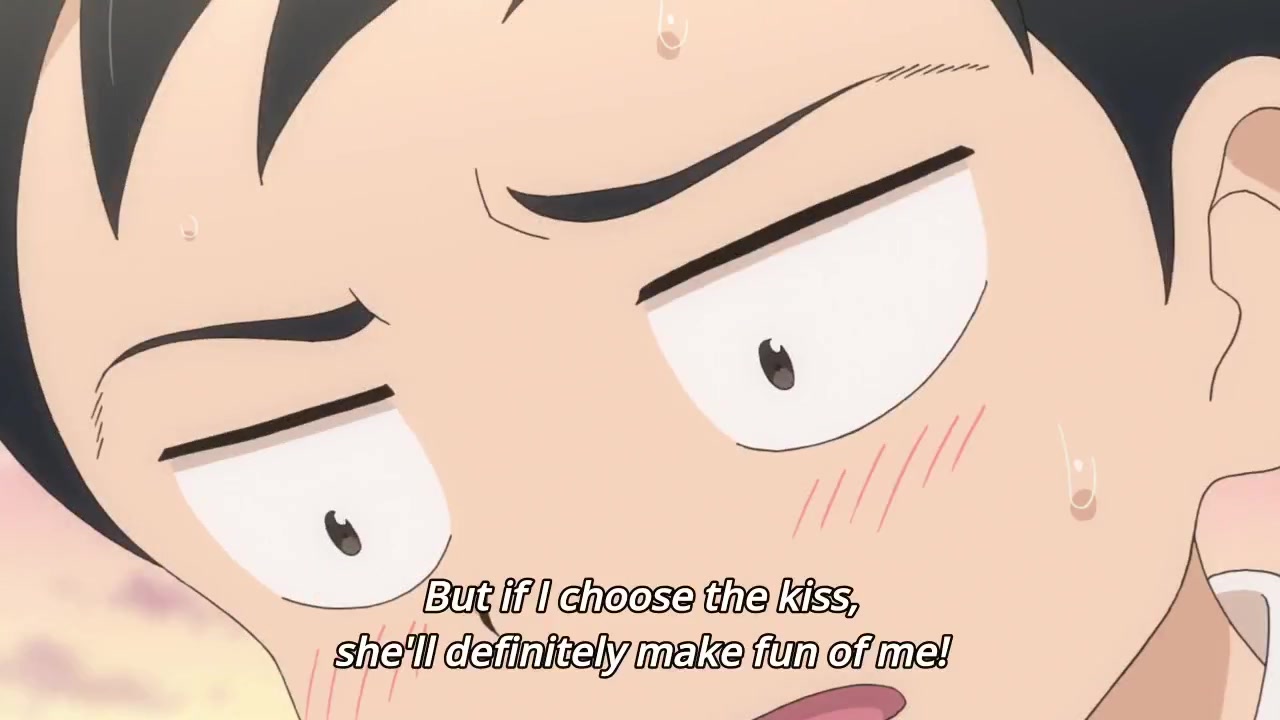 But if I choose the kiss,
she'll definitely make fun of me!